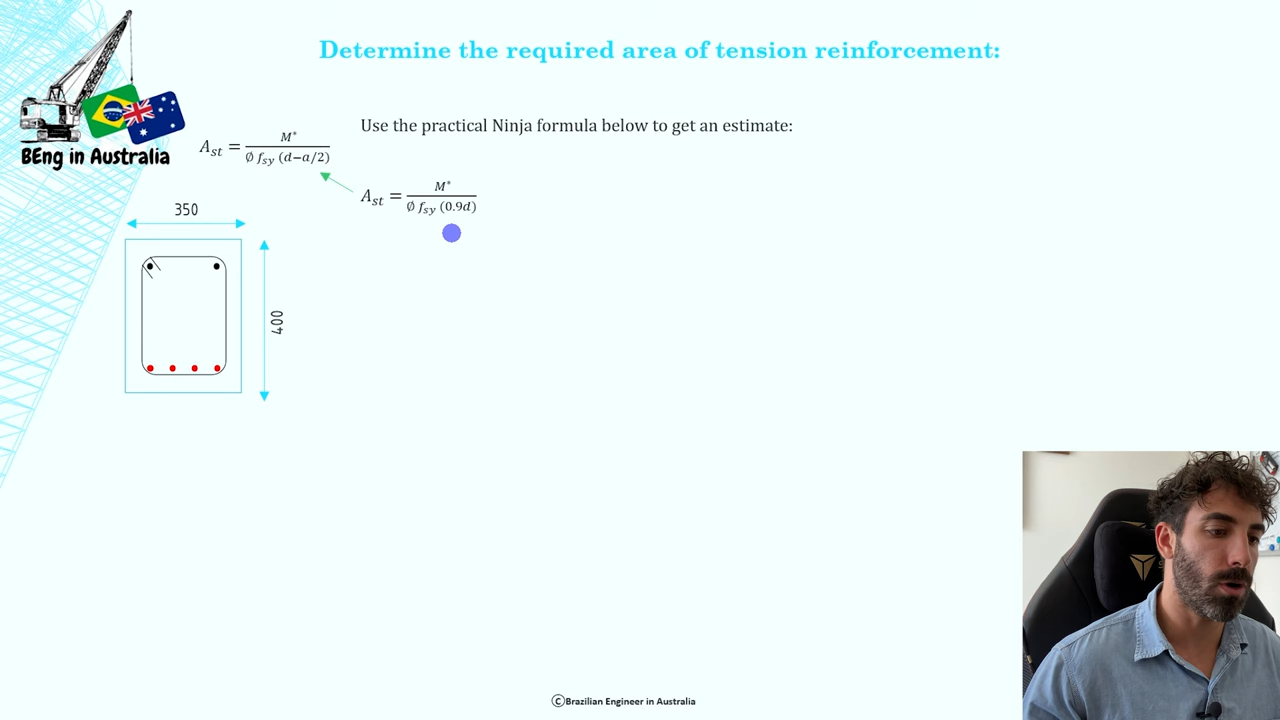 Determine the required area of tension reinforcement:
BEng in Australia
Use the practical Ninja formula below to get an estimate:
A_st = M* / ∅ f_sy (d−a/2)
A_st = M* / ∅ f_sy (0.9d)
350
400
©Brazilian Engineer in Australia